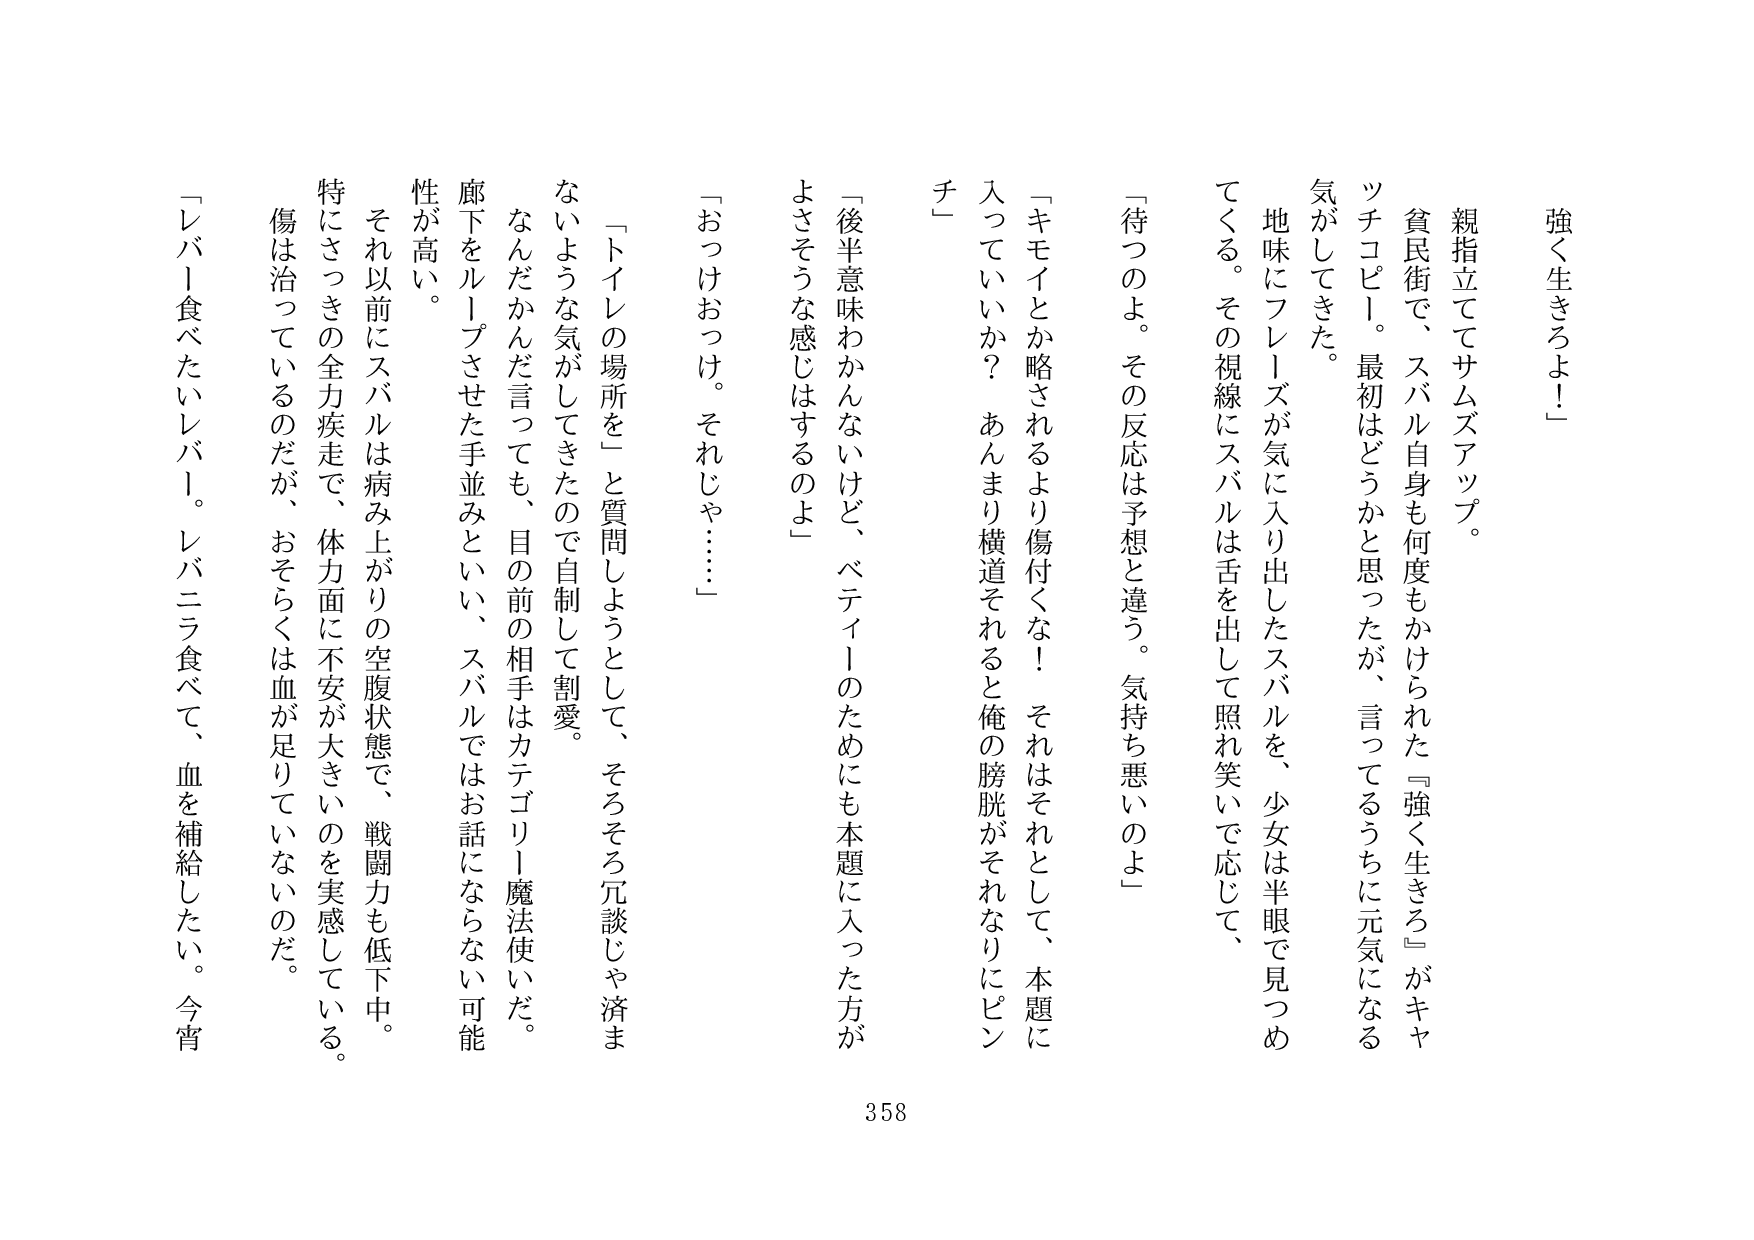 強く生きろよ！」
親指立ててサムズアップ。
貧民街で、スバル自身も何度もかけられた『強く生きろ』がキャ
ッチコピー。最初はどうかと思ったが、言ってるうちに元気になる
気がしてきた。
地味にフレーズが気に入り出したスバルを、少女は半眼で見つめ
てくる。その視線にスバルは舌を出して照れ笑いで応じて、
「待つのよ。その反応は予想と違う。気持ち悪いのよ」
「キモイとか略されるより傷付くな！　それはそれとして、本題に
入っていいか？　あんまり横道それると俺の膀胱がそれなりにピン
チ」
「後半意味わかんないけど、ベティーのためにも本題に入った方が
よさそうな感じはするのよ」
「おっけおっけ。それじゃ……」
「トイレの場所を」と質問しようとして、そろそろ冗談じゃ済ま
ないような気がしてきたので自制して割愛。
なんだかんだ言っても、目の前の相手はカテゴリー魔法使いだ。
廊下をループさせた手並みといい、スバルではお話にならない可能
性が高い。
それ以前にスバルは病み上がりの空腹状態で、戦闘力も低下中。
特にさっきの全力疾走で、体力面に不安が大きいのを実感している。
傷は治っているのだが、おそらくは血が足りていないのだ。
「レバー食べたいレバー。レバニラ食べて、血を補給したい。今宵
358